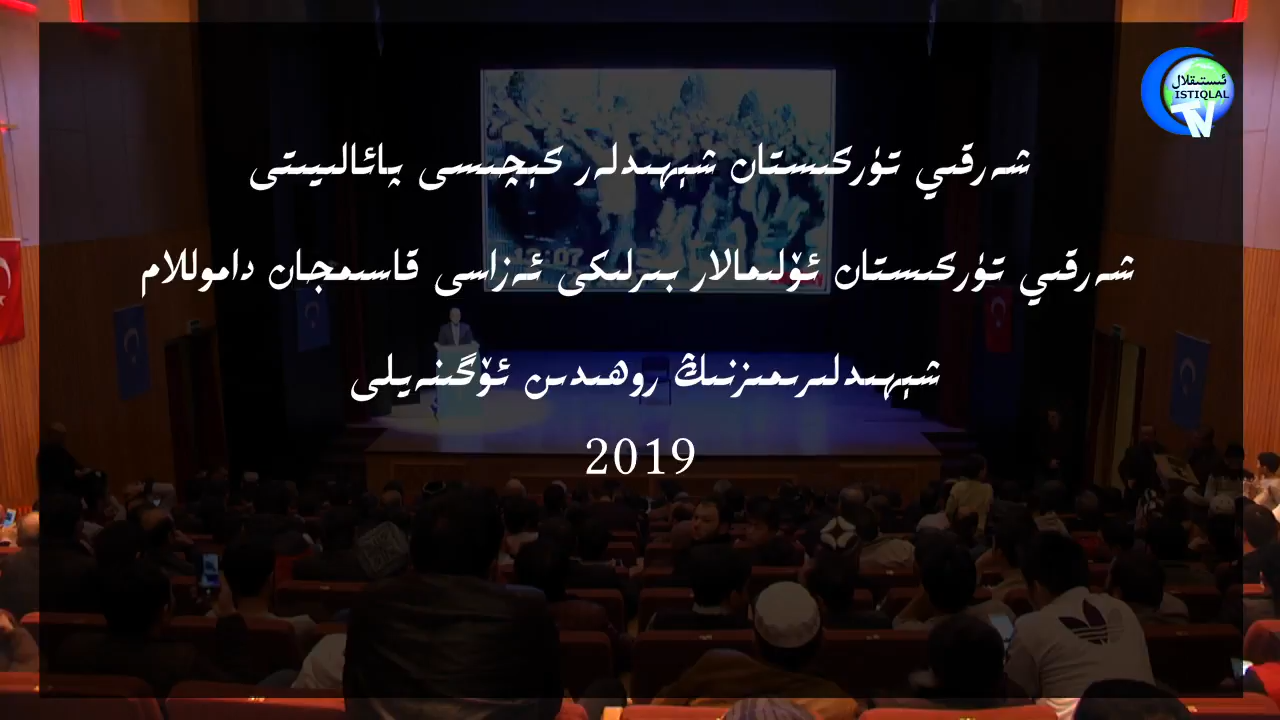 ئىستىقلال
ISTIQLAL
TV
شەرقىي تۈركىستان شېھىدلەر كېچىسى پائالىيىتى
شەرقىي تۈركىستان ئۆلىمالار بىرلىكى ئەزاسى قاسىمجان داموللام
شېھىدلىرىمىزنىڭ روھىدىن ئۆگىنەيلى
2019